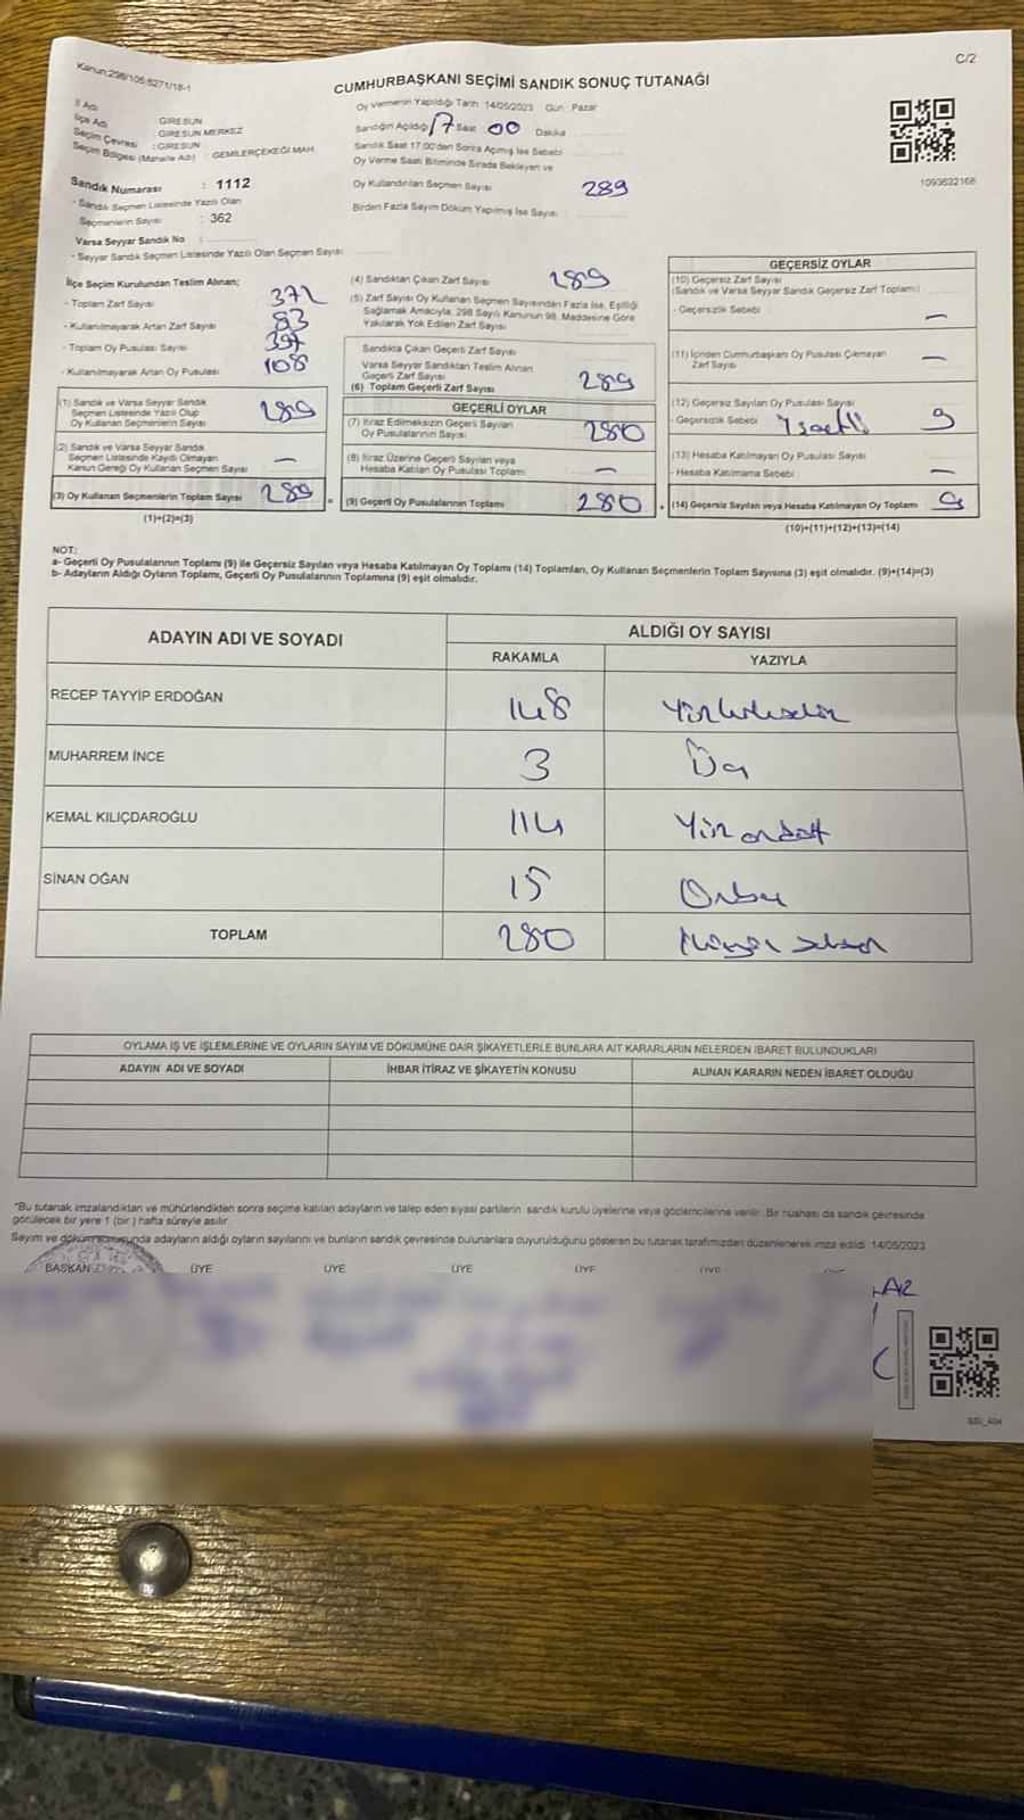 Kanun:298/105-6271/18-1
C/2
CUMHURBAŞKANI SEÇİMİ SANDIK SONUÇ TUTANAĞI
İl Adı : GİRESUN
İlçe Adı : GİRESUN MERKEZ
Seçim Çevresi : GİRESUN
Seçim Bölgesi (Mahalle Adı) : GEMİLERÇEKEĞİ MAH.
Sandık Numarası : 1112
- Sandık Seçmen Listesinde Yazılı Olan
Seçmenlerin Sayısı : 362
Varsa Seyyar Sandık No :
- Seyyar Sandık Seçmen Listesinde Yazılı Olan Seçmen Sayısı
Oy Vermenin Yapıldığı Tarih 14/05/2023 Gün : Pazar
Sandığın Açıldığı 17 Saat 00 Dakika
Sandık Saat 17.00'den Sonra Açılmış İse Sebebi
Oy Verme Saati Bitiminde Sırada Bekleyen ve
Oy Kullandırılan Seçmen Sayısı 289
Birden Fazla Sayım Döküm Yapılmış İse Sayısı :
1093622168
İlçe Seçim Kurulundan Teslim Alınan;
- Toplam Zarf Sayısı 372
- Kullanılmayarak Artan Zarf Sayısı 83
- Toplam Oy Pusulası Sayısı 397
- Kullanılmayarak Artan Oy Pusulası 108
(1) Sandık ve Varsa Seyyar Sandık
Seçmen Listesinde Yazılı Olup
Oy Kullanan Seçmenlerin Sayısı 289
(2) Sandık ve Varsa Seyyar Sandık
Seçmen Listesinde Kaydı Olmayan
Kanun Gereği Oy Kullanan Seçmen Sayısı —
(3) Oy Kullanan Seçmenlerin Toplam Sayısı 289
(1)+(2)=(3)
(4) Sandıktan Çıkan Zarf Sayısı 289
(5) Zarf Sayısı Oy Kullanan Seçmen Sayısından Fazla İse, Eşitliği
Sağlamak Amacıyla, 298 Sayılı Kanunun 98. Maddesine Göre
Yakılarak Yok Edilen Zarf Sayısı
Sandıkta Çıkan Geçerli Zarf Sayısı
Varsa Seyyar Sandıktan Teslim Alınan
Geçerli Zarf Sayısı
(6) Toplam Geçerli Zarf Sayısı 289
GEÇERLİ OYLAR
(7) İtiraz Edilmeksizin Geçerli Sayılan
Oy Pusulalarının Sayısı 280
(8) İtiraz Üzerine Geçerli Sayılan veya
Hesaba Katılan Oy Pusulası Toplamı —
= (9) Geçerli Oy Pusulalarının Toplamı 280
GEÇERSİZ OYLAR
(10) Geçersiz Zarf Sayısı
(Sandık ve Varsa Seyyar Sandık Geçersiz Zarf Toplamı)
- Geçersizlik Sebebi —
(11) İçinden Cumhurbaşkanı Oy Pusulası Çıkmayan
Zarf Sayısı —
(12) Geçersiz Sayılan Oy Pusulası Sayısı
- Geçersizlik Sebebi 9
(13) Hesaba Katılmayan Oy Pusulası Sayısı
- Hesaba Katılmama Sebebi —
+ (14) Geçersiz Sayılan veya Hesaba Katılmayan Oy Toplamı 9
(10)+(11)+(12)+(13)=(14)
NOT:
a- Geçerli Oy Pusulalarının Toplamı (9) ile Geçersiz Sayılan veya Hesaba Katılmayan Oy Toplamı (14) Toplamları, Oy Kullanan Seçmenlerin Toplam Sayısına (3) eşit olmalıdır. (9)+(14)=(3)
b- Adayların Aldığı Oyların Toplamı, Geçerli Oy Pusulalarının Toplamına (9) eşit olmalıdır.
ADAYIN ADI VE SOYADI
ALDIĞI OY SAYISI
RAKAMLA YAZIYLA
RECEP TAYYİP ERDOĞAN 148 Yüzkırksekiz
MUHARREM İNCE 3 Üç
KEMAL KILIÇDAROĞLU 114 Yüz ondört
SİNAN OĞAN 15 Onbeş
TOPLAM 280 İkiyüz seksen
OYLAMA İŞ VE İŞLEMLERİNE VE OYLARIN SAYIM VE DÖKÜMÜNE DAİR ŞİKAYETLERLE BUNLARA AİT KARARLARIN NELERDEN İBARET BULUNDUKLARI
ADAYIN ADI VE SOYADI İHBAR İTİRAZ VE ŞİKAYETİN KONUSU ALINAN KARARIN NEDEN İBARET OLDUĞU
"Bu tutanak imzalandıktan ve mühürlendikten sonra seçime katılan adayların ve talep eden siyasi partilerin sandık kurulu üyelerine veya gözlemcilerine verilir. Bir nüshası da sandık çevresinde
görülecek bir yere 1 (bir) hafta süreyle asılır.
Sayım ve döküm sonunda adayların aldığı oyların sayılarını ve bunların sandık çevresinde bulunanlara duyurulduğunu gösteren bu tutanak tarafımızdan düzenlenerek imza edildi. 14/05/2023
BAŞKAN ÜYE ÜYE ÜYE ÜYE ÜYE